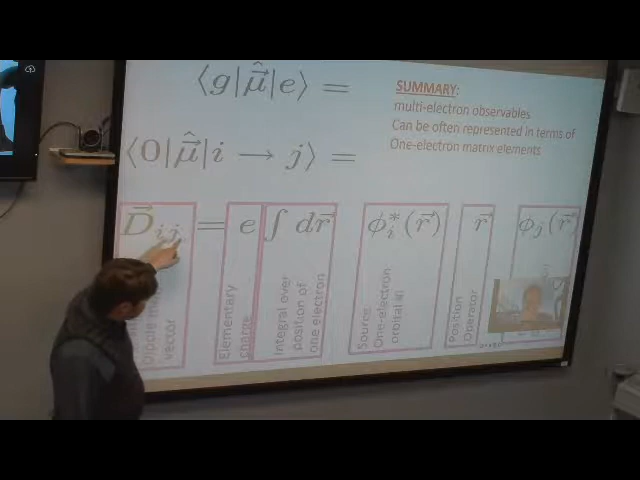 ⟨g|μ̂⃗|e⟩ =
SUMMARY:
multi-electron observables
Can be often represented in terms of
One-electron matrix elements
⟨0|μ̂⃗|i → j⟩ =
D⃗ij = e ∫ dr⃗ ϕi*(r⃗) r⃗ ϕj(r⃗)
Dipole
vector
Elementary
charge
Integral over
position of
one electron
Source
One-electron
orbital
Position
Operator